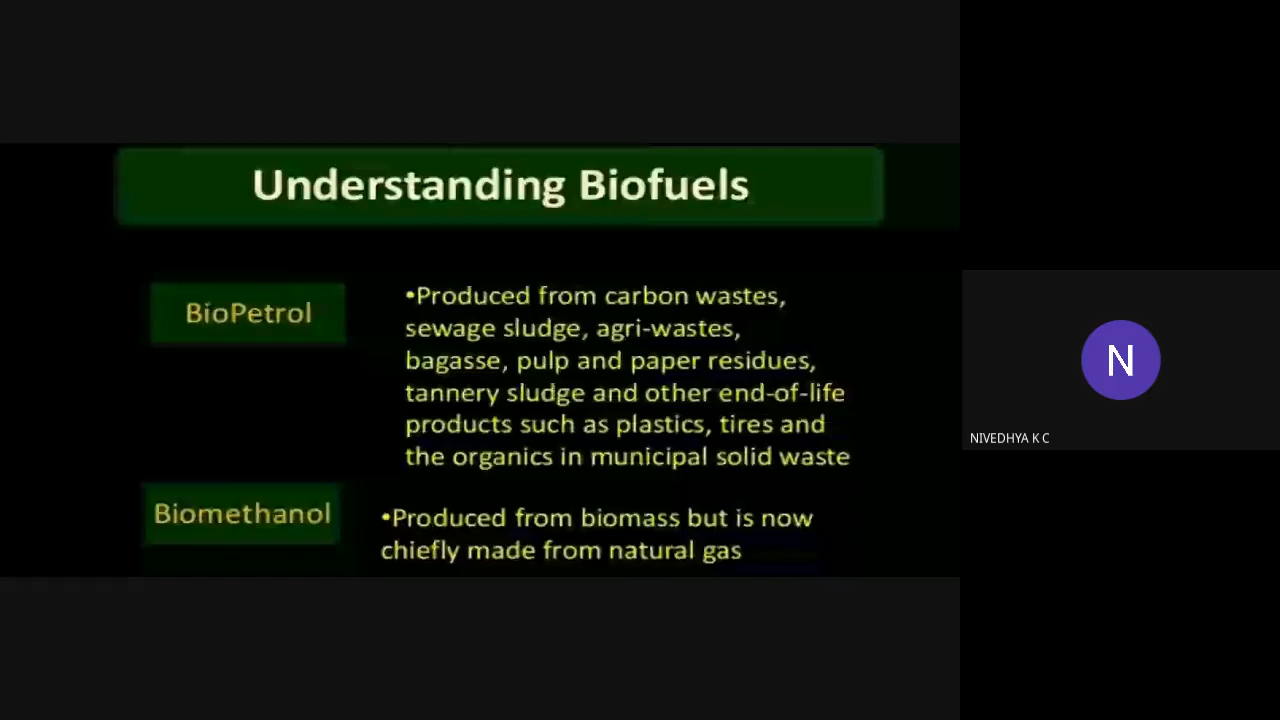 Understanding Biofuels
BioPetrol
•Produced from carbon wastes,
sewage sludge, agri-wastes,
bagasse, pulp and paper residues,
tannery sludge and other end-of-life
products such as plastics, tires and
the organics in municipal solid waste
Biomethanol
•Produced from biomass but is now
chiefly made from natural gas
N
NIVEDHYA K C